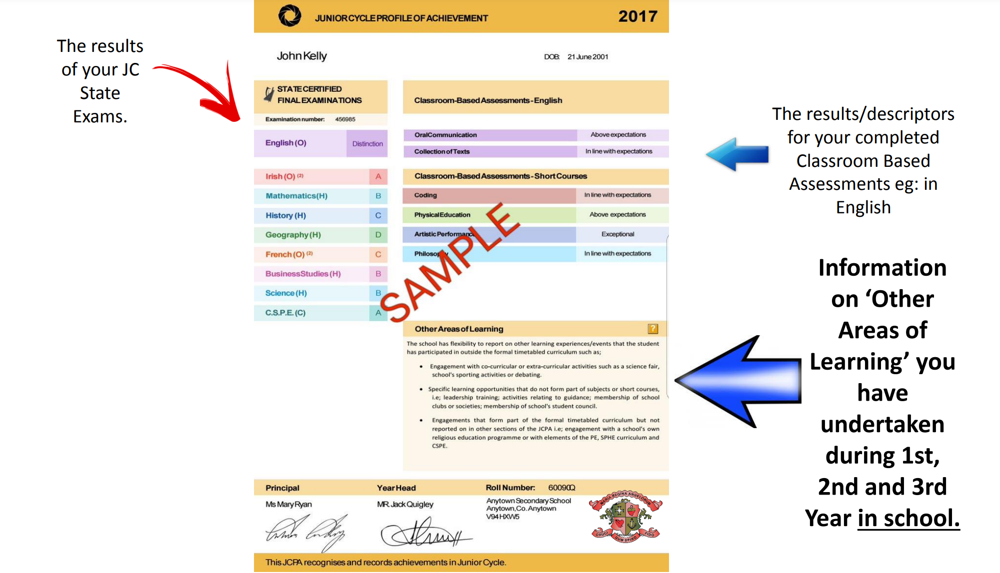 JUNIOR CYCLE PROFILE OF ACHIEVEMENT
2017
The results
of your JC
State
Exams.
John Kelly
DOB: 21 June 2001
STATE CERTIFIED
FINAL EXAMINATIONS
Examination number: 456985
English (O) Distinction
Irish (O) (2) A
Mathematics (H) B
History (H) C
Geography (H) D
French (O) (2) C
Business Studies (H) B
Science (H) B
C.S.P.E. (C) A
Classroom-Based Assessments - English
Oral Communication Above expectations
Collection of Texts In line with expectations
Classroom-Based Assessments - Short Courses
Coding In line with expectations
Physical Education Above expectations
Artistic Performance Exceptional
Philosophy In line with expectations
SAMPLE
Other Areas of Learning ?
The school has flexibility to report on other learning experiences/events that the student
has participated in outside the formal timetabled curriculum such as;
• Engagement with co-curricular or extra-curricular activities such as a science fair,
school's sporting activities or debating.
• Specific learning opportunities that do not form part of subjects or short courses,
i.e; leadership training; activities relating to guidance; membership of school
clubs or societies; membership of school's student council.
• Engagements that form part of the formal timetabled curriculum but not
reported on in other sections of the JCPA i.e; engagement with a school's own
religious education programme or with elements of the PE, SPHE curriculum and
CSPE.
The results/descriptors
for your completed
Classroom Based
Assessments eg: in
English
Information
on ‘Other
Areas of
Learning’ you
have
undertaken
during 1st,
2nd and 3rd
Year in school.
Principal
Ms Mary Ryan
Year Head
MR. Jack Quigley
Roll Number: 60090Q
Anytown Secondary School
Anytown, Co. Anytown
V94 HXW5
MARIA REGINA ANGELORUM
CRUCI DUM SPIRO FIDO
This JCPA recognises and records achievements in Junior Cycle.